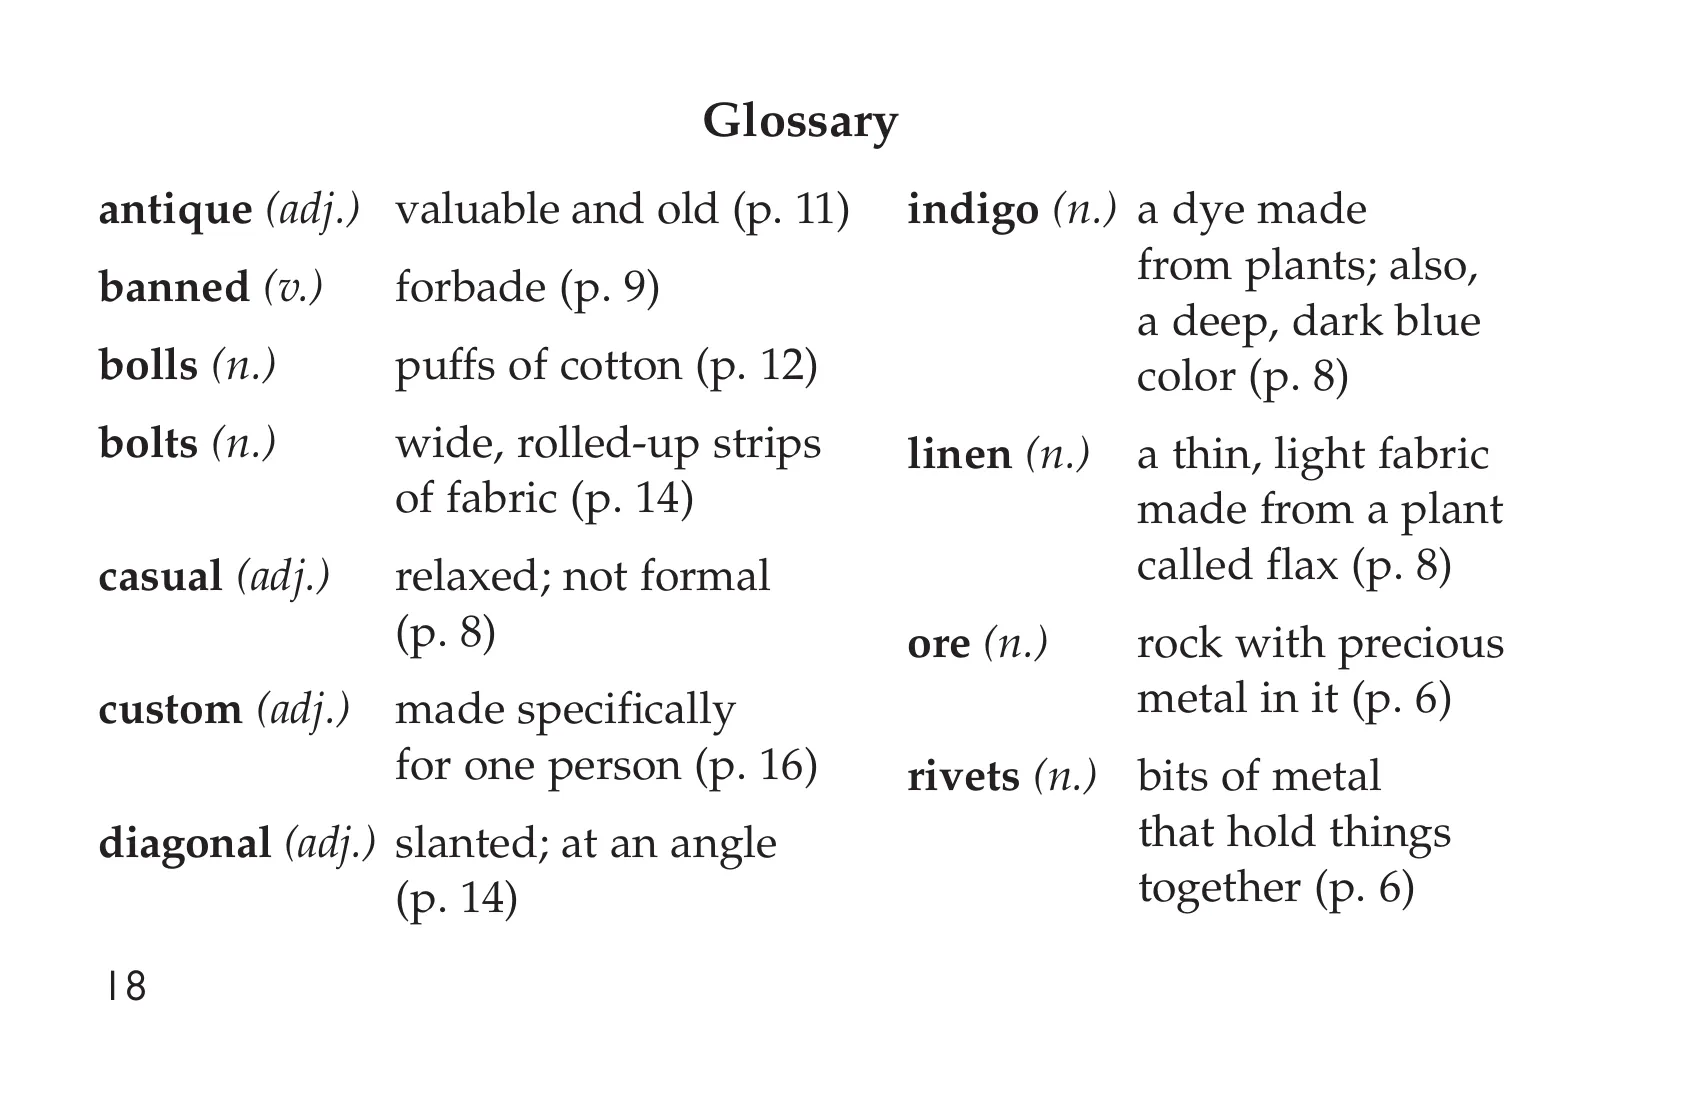 Glossary
antique (adj.) valuable and old (p. 11)
banned (v.) forbade (p. 9)
bolls (n.) puffs of cotton (p. 12)
bolts (n.) wide, rolled-up strips
of fabric (p. 14)
casual (adj.) relaxed; not formal
(p. 8)
custom (adj.) made specifically
for one person (p. 16)
diagonal (adj.) slanted; at an angle
(p. 14)
indigo (n.) a dye made
from plants; also,
a deep, dark blue
color (p. 8)
linen (n.) a thin, light fabric
made from a plant
called flax (p. 8)
ore (n.) rock with precious
metal in it (p. 6)
rivets (n.) bits of metal
that hold things
together (p. 6)
18